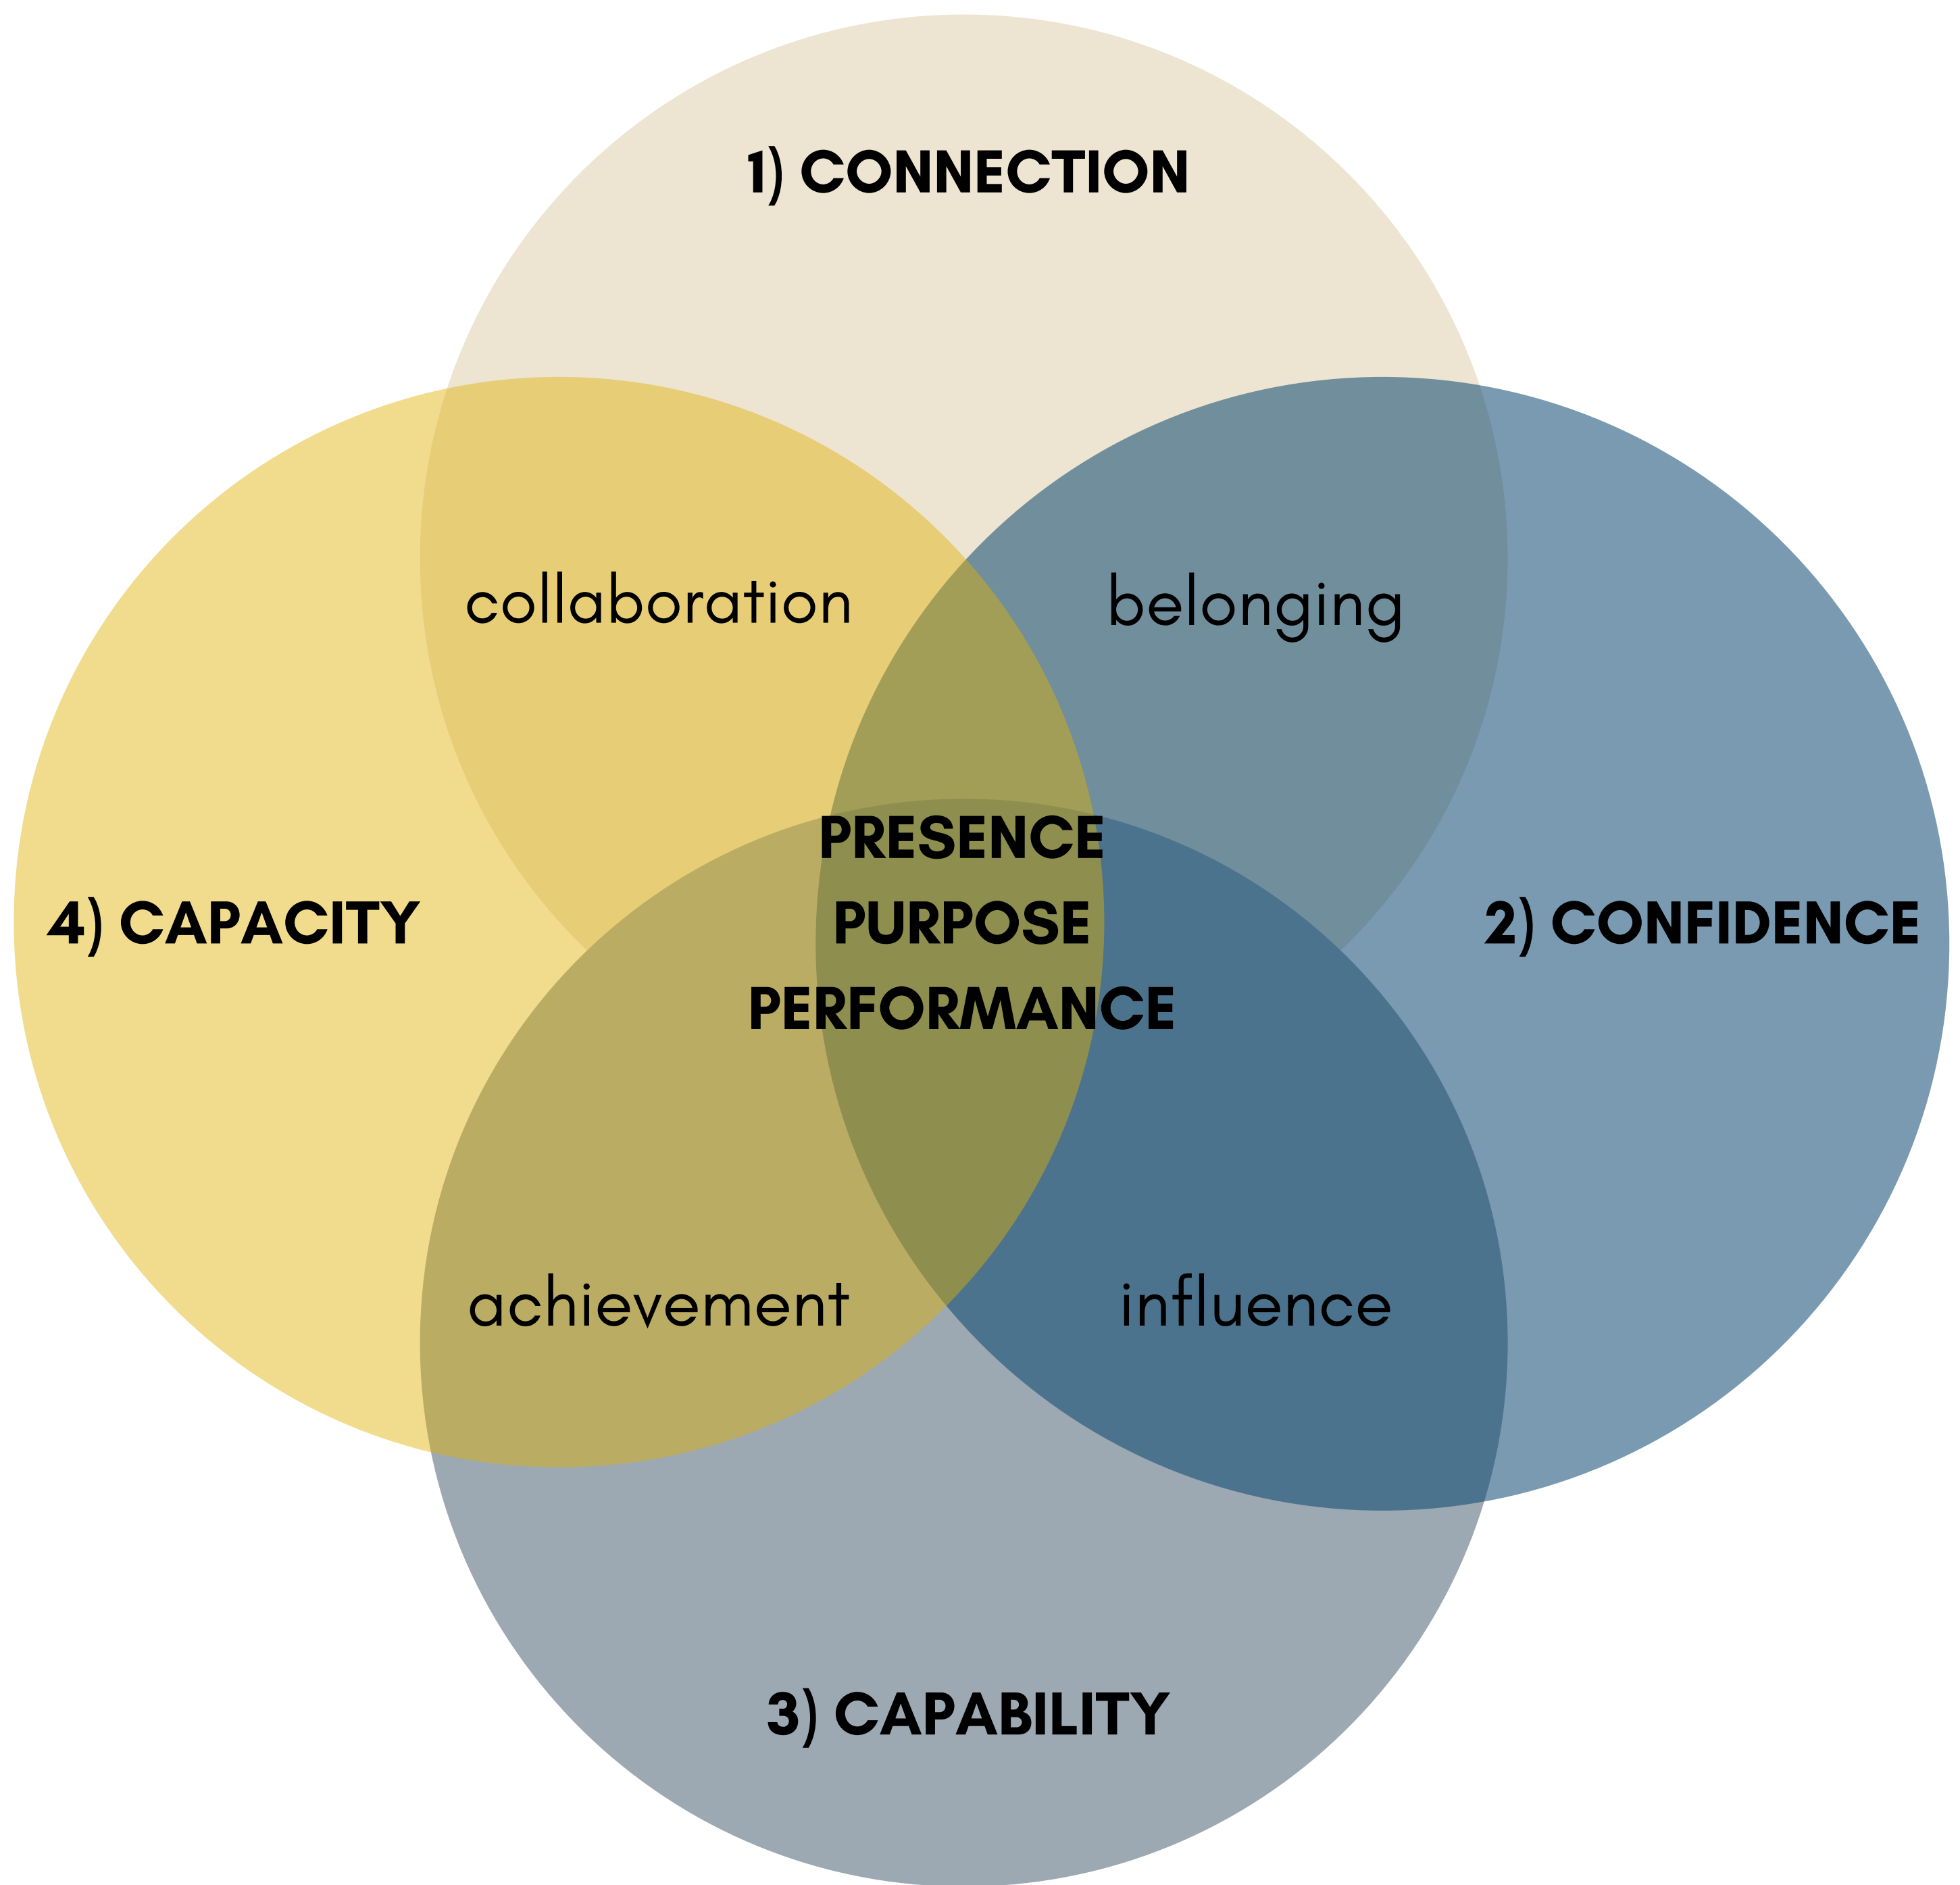 1) CONNECTION
collaboration
belonging
PRESENCE
PURPOSE
PERFORMANCE
4) CAPACITY
2) CONFIDENCE
achievement
influence
3) CAPABILITY